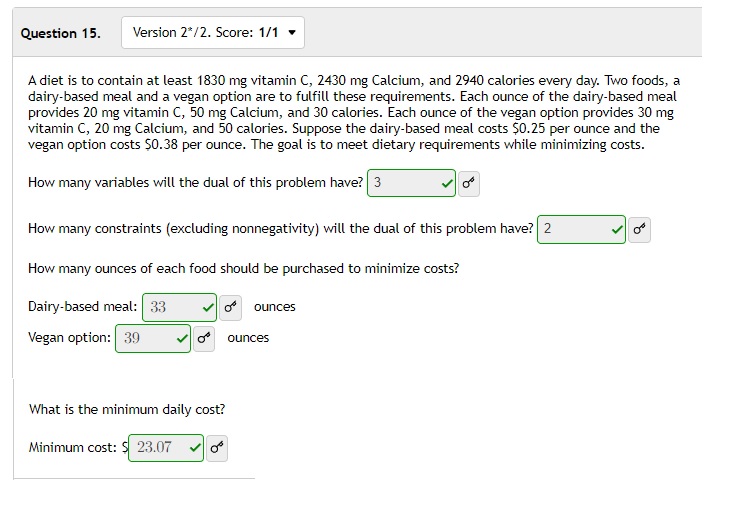 Question 15. Version 2*/2. Score: 1/1
A diet is to contain at least 1830 mg vitamin C, 2430 mg Calcium, and 2940 calories every day. Two foods, a
dairy-based meal and a vegan option are to fulfill these requirements. Each ounce of the dairy-based meal
provides 20 mg vitamin C, 50 mg Calcium, and 30 calories. Each ounce of the vegan option provides 30 mg
vitamin C, 20 mg Calcium, and 50 calories. Suppose the dairy-based meal costs $0.25 per ounce and the
vegan option costs $0.38 per ounce. The goal is to meet dietary requirements while minimizing costs.
How many variables will the dual of this problem have? 3
How many constraints (excluding nonnegativity) will the dual of this problem have? 2
How many ounces of each food should be purchased to minimize costs?
Dairy-based meal: 33 ounces
Vegan option: 39 ounces
What is the minimum daily cost?
Minimum cost: $ 23.07